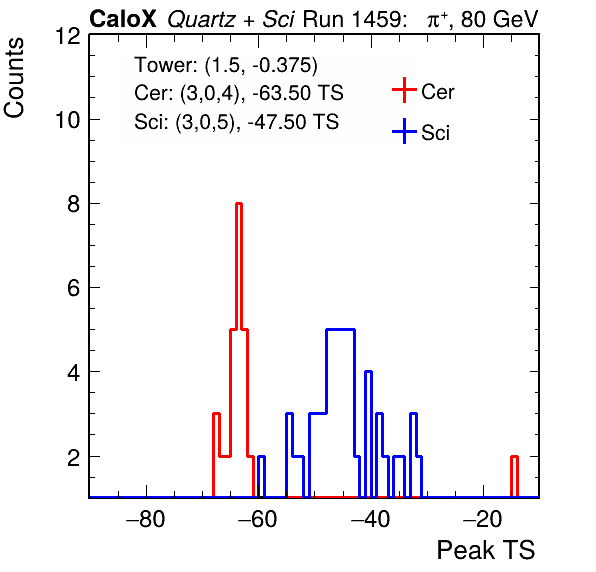 CaloX Quartz + Sci Run 1459: π⁺, 80 GeV
Counts
12
10
8
6
4
2
Tower: (1.5, -0.375)
Cer: (3,0,4), -63.50 TS
Sci: (3,0,5), -47.50 TS
Cer
Sci
−80 −60 −40 −20
Peak TS